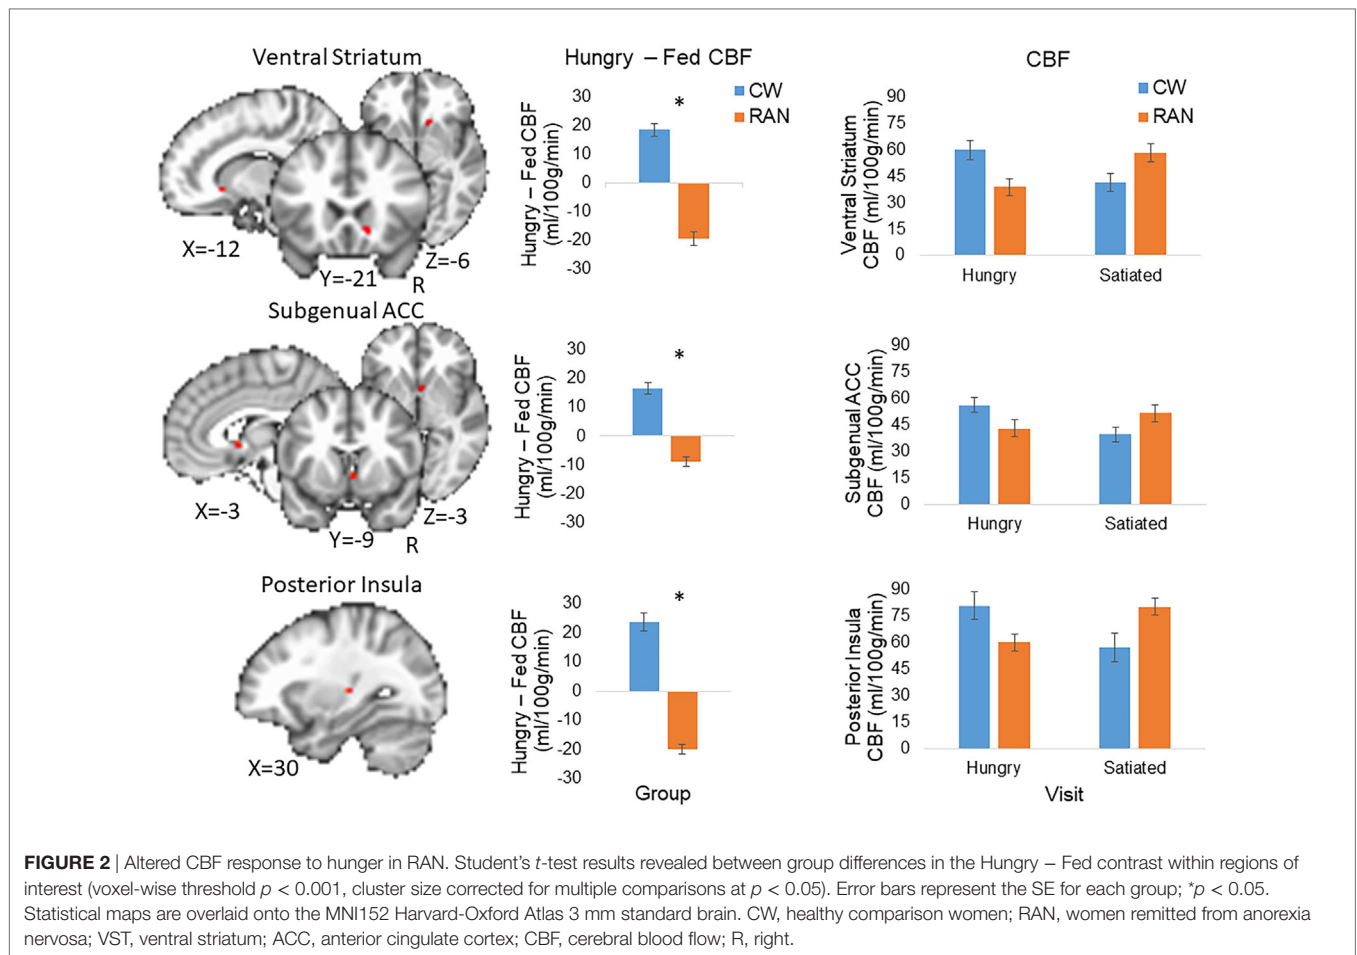 Ventral Striatum
X=-12
Y=-21
Z=-6
R
Hungry – Fed CBF
CW
RAN
*
Hungry – Fed CBF
(ml/100g/min)
30
20
10
0
-10
-20
-30
CBF
CW
RAN
Ventral Striatum
CBF (ml/100g/min)
90
75
60
45
30
15
0
Hungry
Satiated
Subgenual ACC
X=-3
Y=-9
Z=-3
R
*
Hungry – Fed CBF
(ml/100g/min)
30
20
10
0
-10
-20
-30
Subgenual ACC
CBF (ml/100g/min)
90
75
60
45
30
15
0
Hungry
Satiated
Posterior Insula
X=30
*
Hungry – Fed CBF
(ml/100g/min)
30
20
10
0
-10
-20
-30
Group
Posterior Insula
CBF (ml/100g/min)
90
75
60
45
30
15
0
Hungry
Satiated
Visit
FIGURE 2 | Altered CBF response to hunger in RAN. Student’s t-test results revealed between group differences in the Hungry – Fed contrast within regions of
interest (voxel-wise threshold p < 0.001, cluster size corrected for multiple comparisons at p < 0.05). Error bars represent the SE for each group; *p < 0.05.
Statistical maps are overlaid onto the MNI152 Harvard-Oxford Atlas 3 mm standard brain. CW, healthy comparison women; RAN, women remitted from anorexia
nervosa; VST, ventral striatum; ACC, anterior cingulate cortex; CBF, cerebral blood flow; R, right.